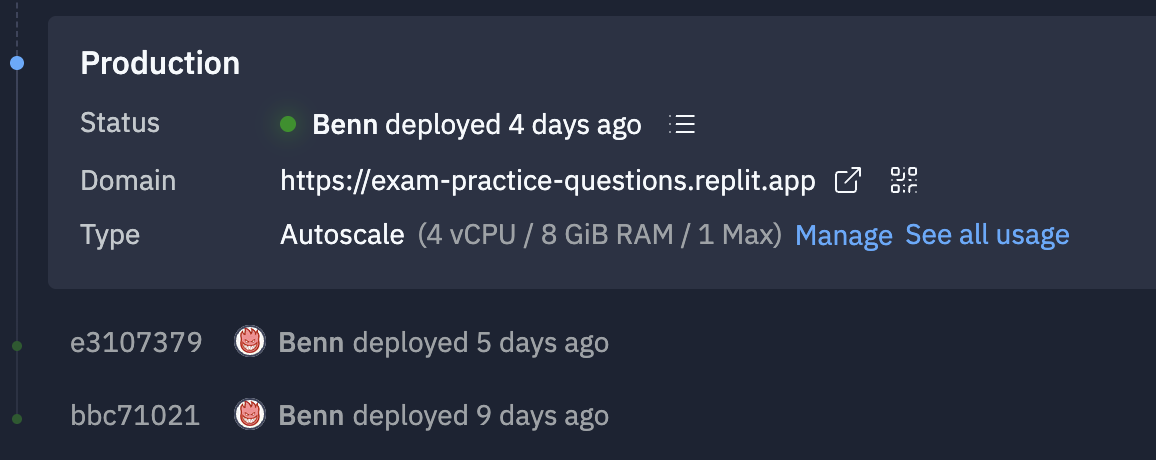 Production
Status Benn deployed 4 days ago
Domain https://exam-practice-questions.replit.app
Type Autoscale (4 vCPU / 8 GiB RAM / 1 Max) Manage See all usage
e3107379 Benn deployed 5 days ago
bbc71021 Benn deployed 9 days ago